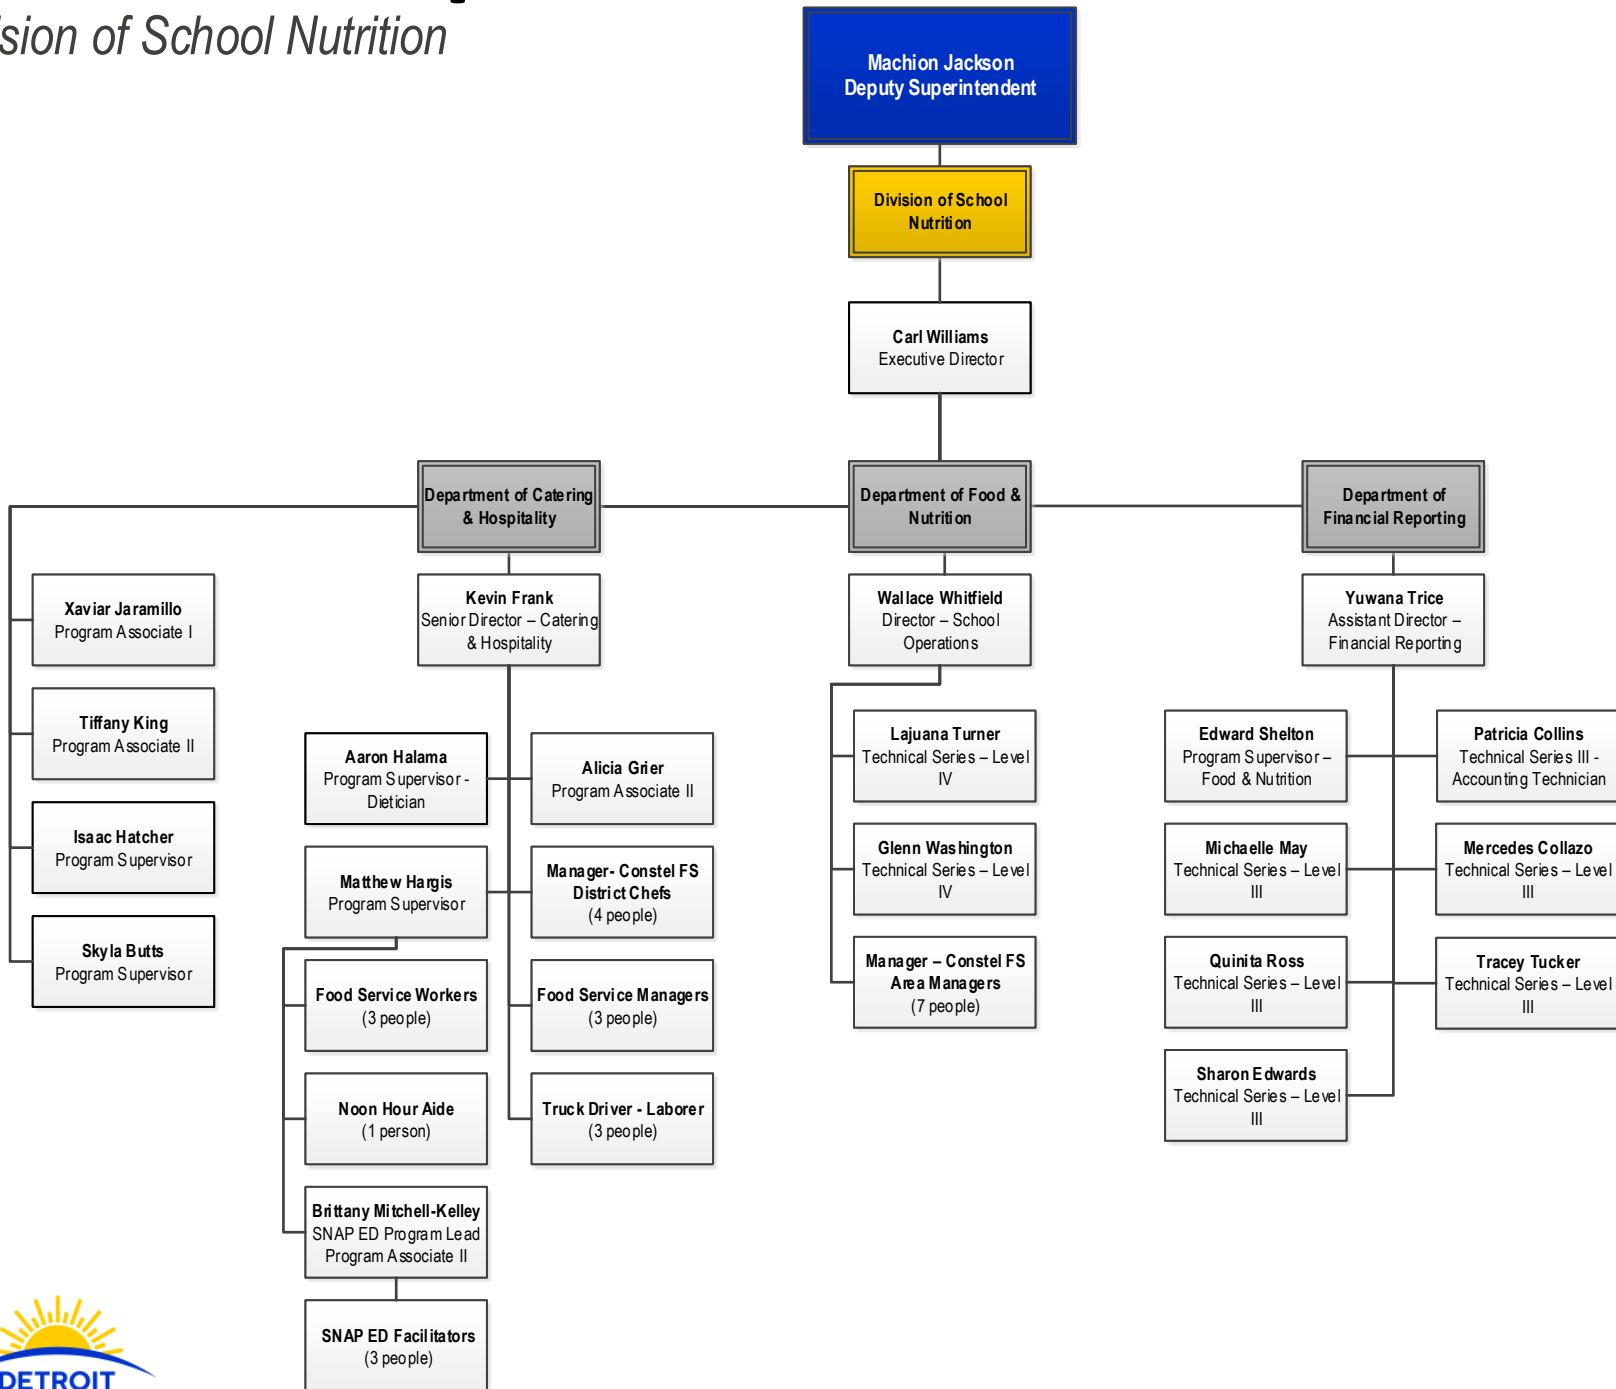 sion of School Nutrition
Machion Jackson
Deputy Superintendent
Division of School
Nutrition
Carl Williams
Executive Director
Department of Catering
& Hospitality
Department of Food &
Nutrition
Department of
Financial Reporting
Xaviar Jaramillo
Program Associate I
Tiffany King
Program Associate II
Isaac Hatcher
Program Supervisor
Skyla Butts
Program Supervisor
Kevin Frank
Senior Director – Catering
& Hospitality
Aaron Halama
Program Supervisor -
Dietician
Alicia Grier
Program Associate II
Matthew Hargis
Program Supervisor
Manager- Constel FS
District Chefs
(4 people)
Food Service Workers
(3 people)
Food Service Managers
(3 people)
Noon Hour Aide
(1 person)
Truck Driver - Laborer
(3 people)
Brittany Mitchell-Kelley
SNAP ED Program Lead
Program Associate II
SNAP ED Facilitators
(3 people)
Wallace Whitfield
Director – School
Operations
Lajuana Turner
Technical Series – Level
IV
Glenn Washington
Technical Series – Level
IV
Manager – Constel FS
Area Managers
(7 people)
Yuwana Trice
Assistant Director –
Financial Reporting
Edward Shelton
Program Supervisor –
Food & Nutrition
Patricia Collins
Technical Series III -
Accounting Technician
Michaelle May
Technical Series – Level
III
Mercedes Collazo
Technical Series – Level
III
Quinita Ross
Technical Series – Level
III
Tracey Tucker
Technical Series – Level
III
Sharon Edwards
Technical Series – Level
III
DETROIT